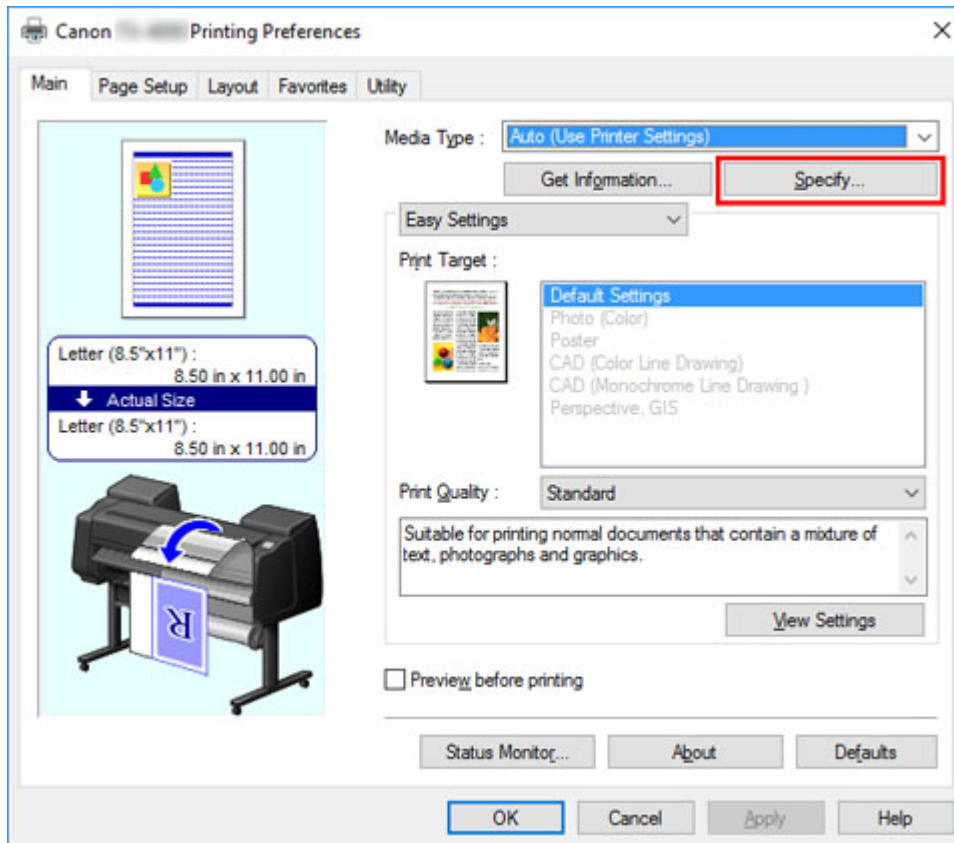 Canon Printing Preferences
Main Page Setup Layout Favorites Utility
Media Type : Auto (Use Printer Settings)
Get Information... Specify...
Easy Settings
Print Target :
Default Settings
Photo (Color)
Poster
CAD (Color Line Drawing)
CAD (Monochrome Line Drawing )
Perspective, GIS
Letter (8.5"x11") :
8.50 in x 11.00 in
Actual Size
Letter (8.5"x11") :
8.50 in x 11.00 in
R
Print Quality : Standard
Suitable for printing normal documents that contain a mixture of
text, photographs and graphics.
View Settings
Preview before printing
Status Monitor... About Defaults
OK Cancel Apply Help